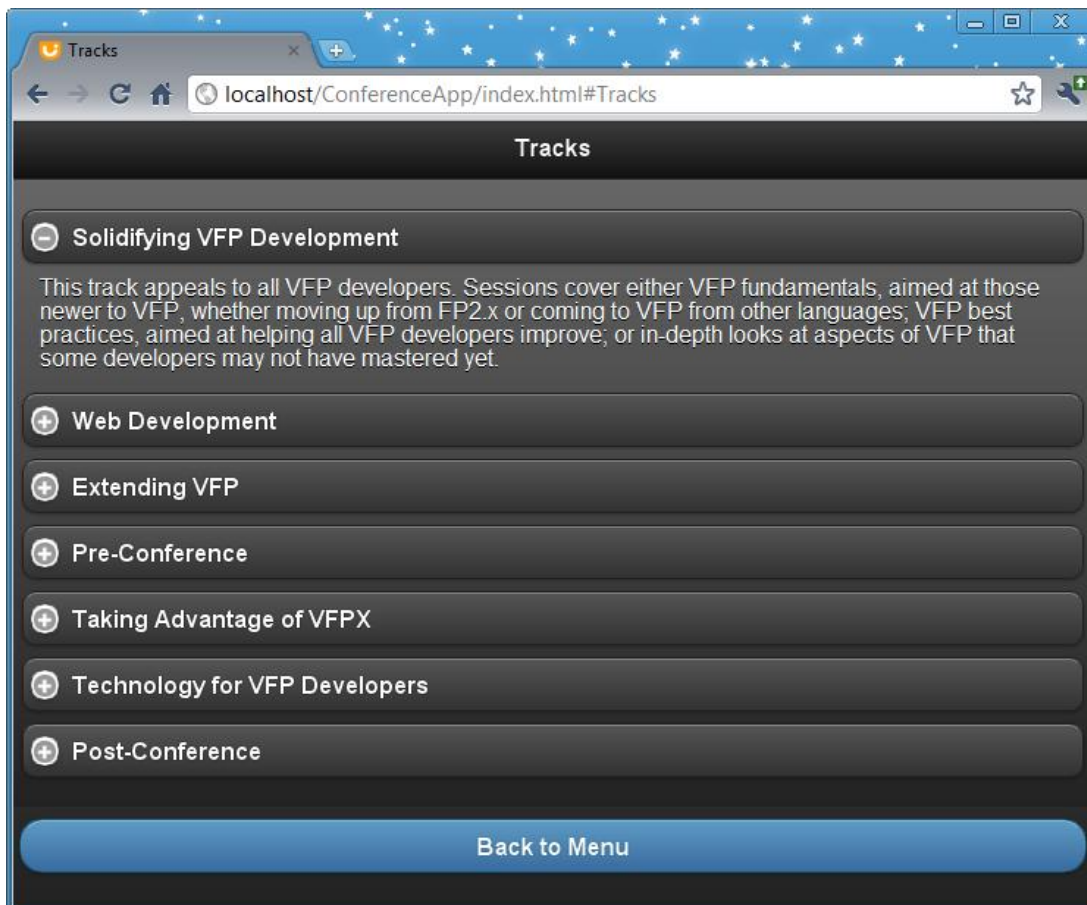 Tracks
localhost/ConferenceApp/index.html#Tracks
Tracks
Solidifying VFP Development
This track appeals to all VFP developers. Sessions cover either VFP fundamentals, aimed at those
newer to VFP, whether moving up from FP2.x or coming to VFP from other languages; VFP best
practices, aimed at helping all VFP developers improve; or in-depth looks at aspects of VFP that
some developers may not have mastered yet.
Web Development
Extending VFP
Pre-Conference
Taking Advantage of VFPX
Technology for VFP Developers
Post-Conference
Back to Menu